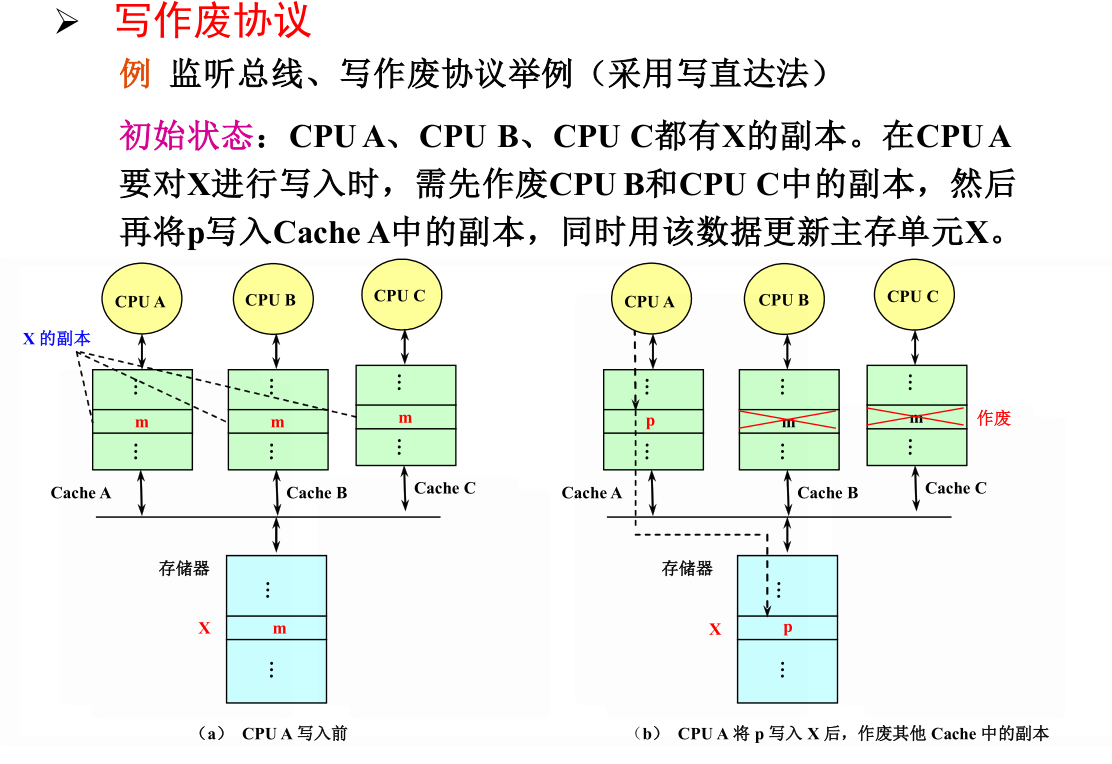 ➢ 写作废协议
例 监听总线、写作废协议举例（采用写直达法）
初始状态：CPU A、CPU B、CPU C都有X的副本。在CPU A
要对X进行写入时，需先作废CPU B和CPU C中的副本，然后
再将p写入Cache A中的副本，同时用该数据更新主存单元X。
CPU A
CPU B
CPU C
X 的副本
⋮
⋮
⋮
m
m
m
⋮
⋮
⋮
Cache A
Cache B
Cache C
存储器
⋮
X
m
⋮
（a） CPU A 写入前
CPU A
CPU B
CPU C
⋮
⋮
⋮
p
m
m
作废
⋮
⋮
⋮
Cache A
Cache B
Cache C
存储器
⋮
X
p
⋮
（b） CPU A 将 p 写入 X 后，作废其他 Cache 中的副本